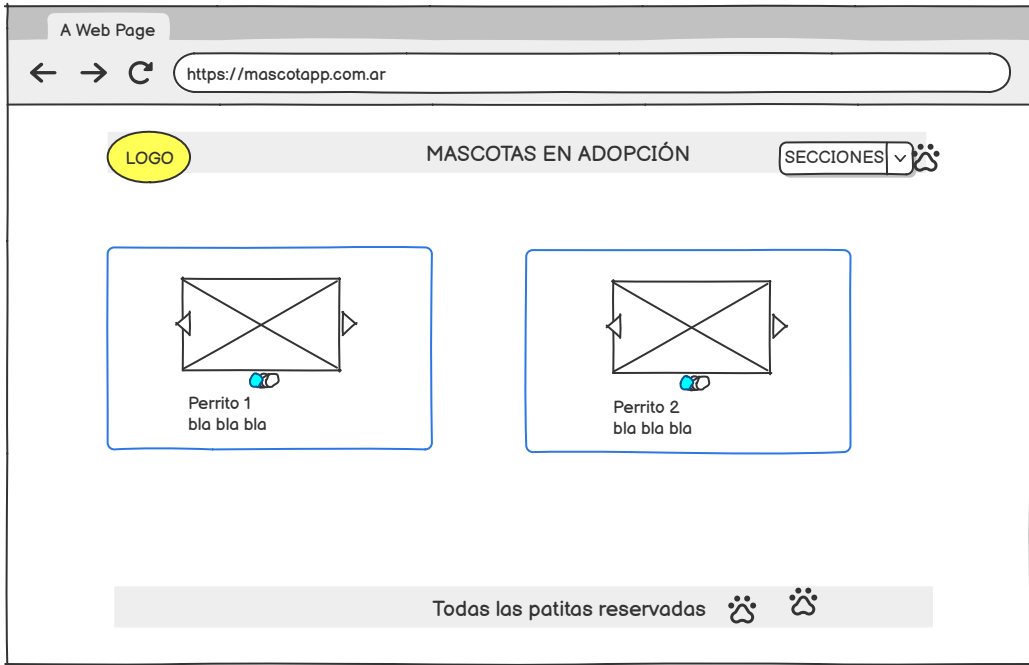 A Web Page
https://mascotapp.com.ar
LOGO
MASCOTAS EN ADOPCIÓN
SECCIONES
Perrito 1
bla bla bla
Perrito 2
bla bla bla
Todas las patitas reservadas